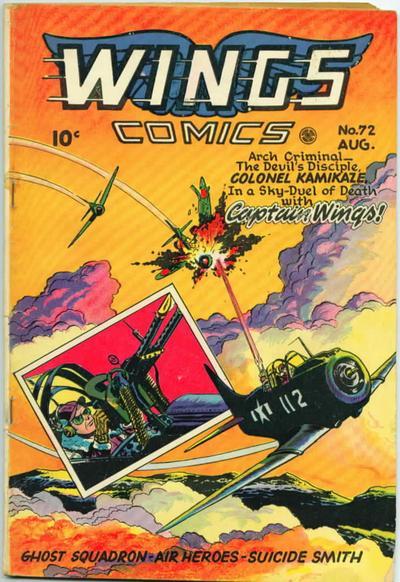 WINGS
COMICS
10¢
No.72
AUG.
Arch Criminal—
The Devil's Disciple,
COLONEL KAMIKAZE.
In a Sky-Duel of Death
with
Captain Wings!
112
GHOST SQUADRON-AIR HEROES-SUICIDE SMITH